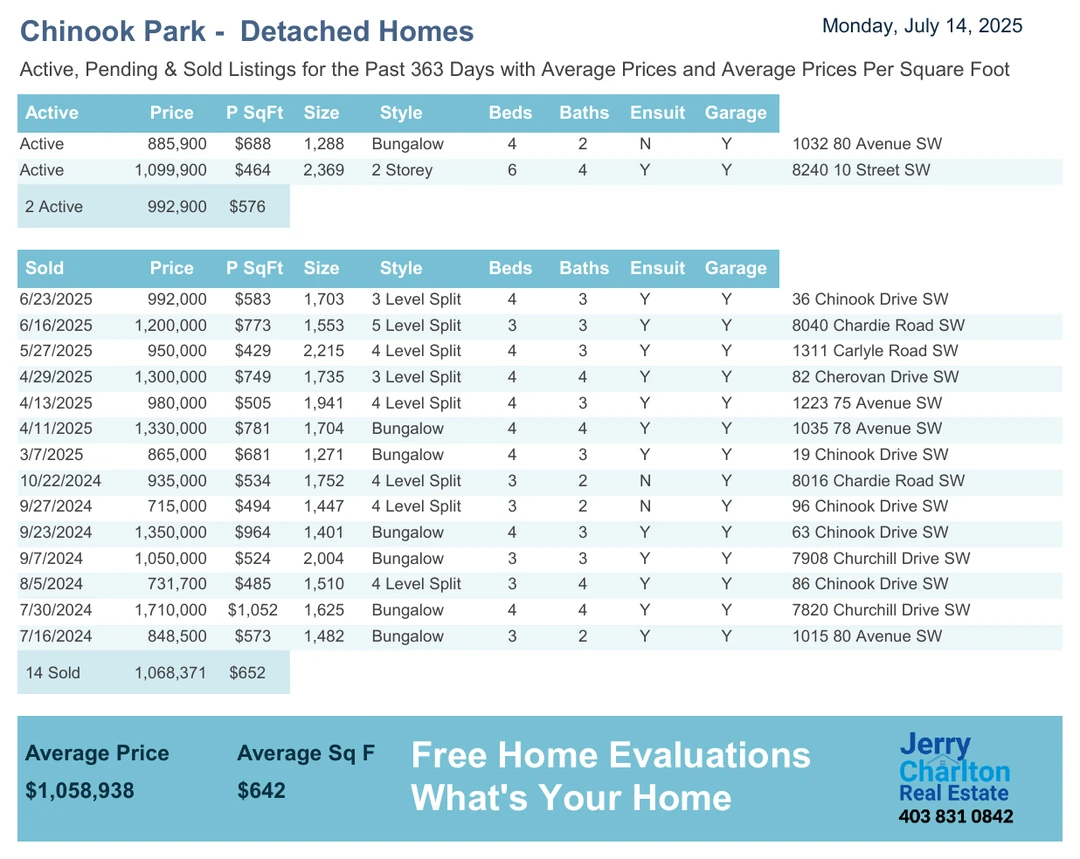 Chinook Park - Detached Homes
Monday, July 14, 2025
Active, Pending & Sold Listings for the Past 363 Days with Average Prices and Average Prices Per Square Foot
Active Price P SqFt Size Style Beds Baths Ensuit Garage
Active 885,900 $688 1,288 Bungalow 4 2 N Y 1032 80 Avenue SW
Active 1,099,900 $464 2,369 2 Storey 6 4 Y Y 8240 10 Street SW
2 Active 992,900 $576
Sold Price P SqFt Size Style Beds Baths Ensuit Garage
6/23/2025 992,000 $583 1,703 3 Level Split 4 3 Y Y 36 Chinook Drive SW
6/16/2025 1,200,000 $773 1,553 5 Level Split 3 3 Y Y 8040 Chardie Road SW
5/27/2025 950,000 $429 2,215 4 Level Split 4 3 Y Y 1311 Carlyle Road SW
4/29/2025 1,300,000 $749 1,735 3 Level Split 4 4 Y Y 82 Cherovan Drive SW
4/13/2025 980,000 $505 1,941 4 Level Split 4 3 Y Y 1223 75 Avenue SW
4/11/2025 1,330,000 $781 1,704 Bungalow 4 4 Y Y 1035 78 Avenue SW
3/7/2025 865,000 $681 1,271 Bungalow 4 3 Y Y 19 Chinook Drive SW
10/22/2024 935,000 $534 1,752 4 Level Split 3 2 N Y 8016 Chardie Road SW
9/27/2024 715,000 $494 1,447 4 Level Split 3 2 N Y 96 Chinook Drive SW
9/23/2024 1,350,000 $964 1,401 Bungalow 4 3 Y Y 63 Chinook Drive SW
9/7/2024 1,050,000 $524 2,004 Bungalow 3 3 Y Y 7908 Churchill Drive SW
8/5/2024 731,700 $485 1,510 4 Level Split 3 4 Y Y 86 Chinook Drive SW
7/30/2024 1,710,000 $1,052 1,625 Bungalow 4 4 Y Y 7820 Churchill Drive SW
7/16/2024 848,500 $573 1,482 Bungalow 3 2 Y Y 1015 80 Avenue SW
14 Sold 1,068,371 $652
Average Price Average Sq F
$1,058,938 $642
Free Home Evaluations
What's Your Home
Jerry
Charlton
Real Estate
403 831 0842